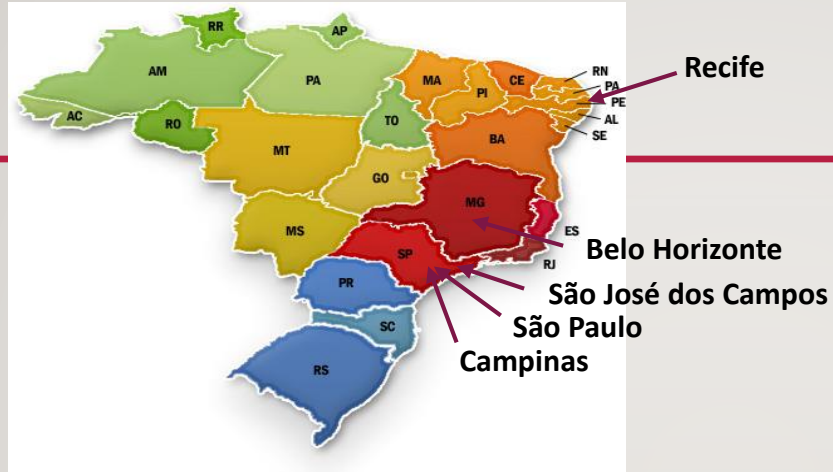 RR
AP
AM
PA
MA
CE
RN
PA
PI
PE
AL
SE
AC
RO
TO
BA
MT
GO
MG
MS
ES
SP
RJ
PR
SC
RS
Recife
Belo Horizonte
São José dos Campos
São Paulo
Campinas